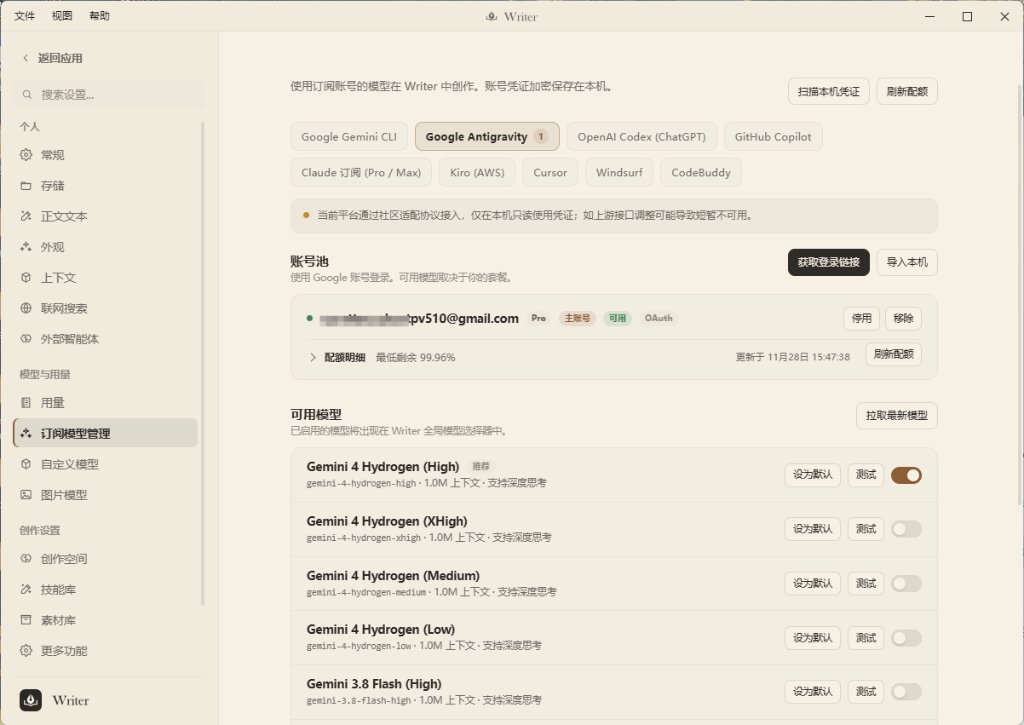 文件 视图 帮助
Writer
返回应用
搜索设置...
个人
常规
存储
正文文本
外观
上下文
联网搜索
外部智能体
模型与用量
用量
订阅模型管理
自定义模型
图片模型
创作设置
创作空间
技能库
素材库
更多功能
Writer
使用订阅账号的模型在 Writer 中创作。账号凭证加密保存在本机。
扫描本机凭证 刷新配额
Google Gemini CLI Google Antigravity 1 OpenAI Codex (ChatGPT) GitHub Copilot
Claude 订阅 (Pro / Max) Kiro (AWS) Cursor Windsurf CodeBuddy
当前平台通过社区适配协议接入，仅在本机只读使用凭证；如上游接口调整可能导致短暂不可用。
账号池
使用 Google 账号登录。可用模型取决于你的套餐。
获取登录链接 导入本机
tpv510@gmail.com Pro 主账号 可用 OAuth 停用 移除
配额明细 最低剩余 99.96% 更新于 11月28日 15:47:38 刷新配额
可用模型
已启用的模型将出现在 Writer 全局模型选择器中。
拉取最新模型
Gemini 4 Hydrogen (High) 推荐
gemini-4-hydrogen-high · 1.0M 上下文 · 支持深度思考
设为默认 测试
Gemini 4 Hydrogen (XHigh)
gemini-4-hydrogen-xhigh · 1.0M 上下文 · 支持深度思考
设为默认 测试
Gemini 4 Hydrogen (Medium)
gemini-4-hydrogen-medium · 1.0M 上下文 · 支持深度思考
设为默认 测试
Gemini 4 Hydrogen (Low)
gemini-4-hydrogen-low · 1.0M 上下文 · 支持深度思考
设为默认 测试
Gemini 3.8 Flash (High)
gemini-3.8-flash-high · 1.0M 上下文 · 支持深度思考
设为默认 测试